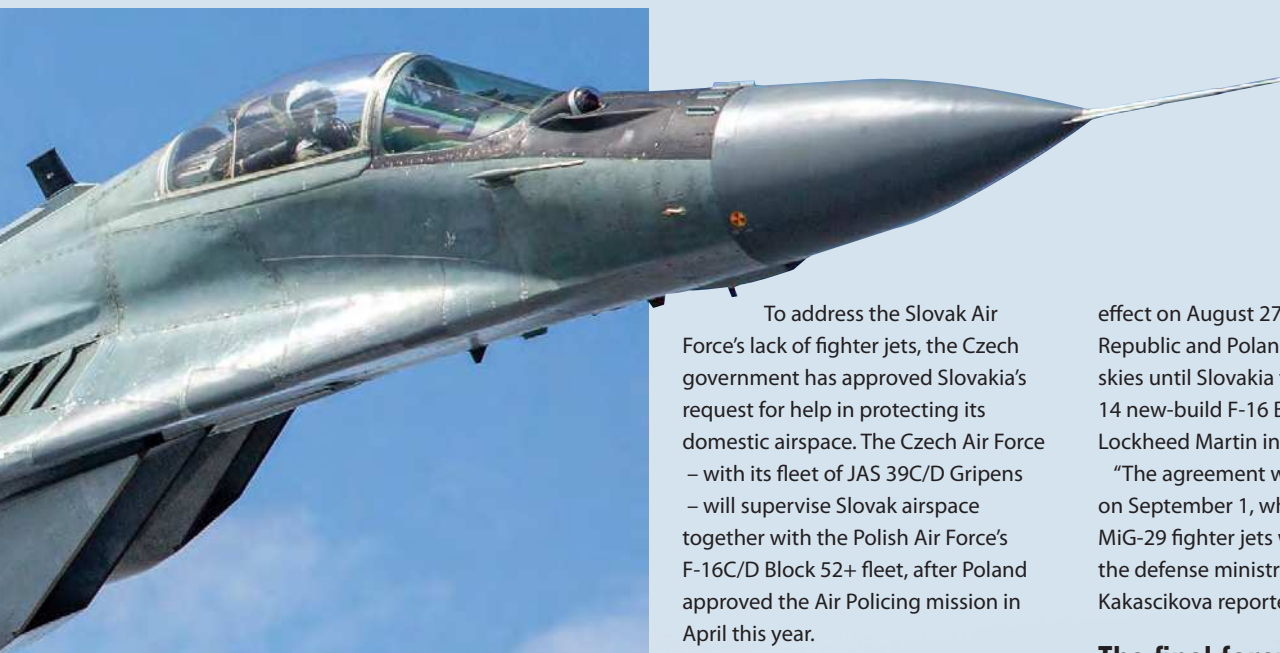 To address the Slovak Air
Force’s lack of fighter jets, the Czech
government has approved Slovakia’s
request for help in protecting its
domestic airspace. The Czech Air Force
– with its fleet of JAS 39C/D Gripens
– will supervise Slovak airspace
together with the Polish Air Force’s
F-16C/D Block 52+ fleet, after Poland
approved the Air Policing mission in
April this year.
effect on August 27
Republic and Polan
skies until Slovakia
14 new-build F-16
Lockheed Martin in
“The agreement
on September 1,
MiG-29 fighter jets
the defense
Kakascikova
The final